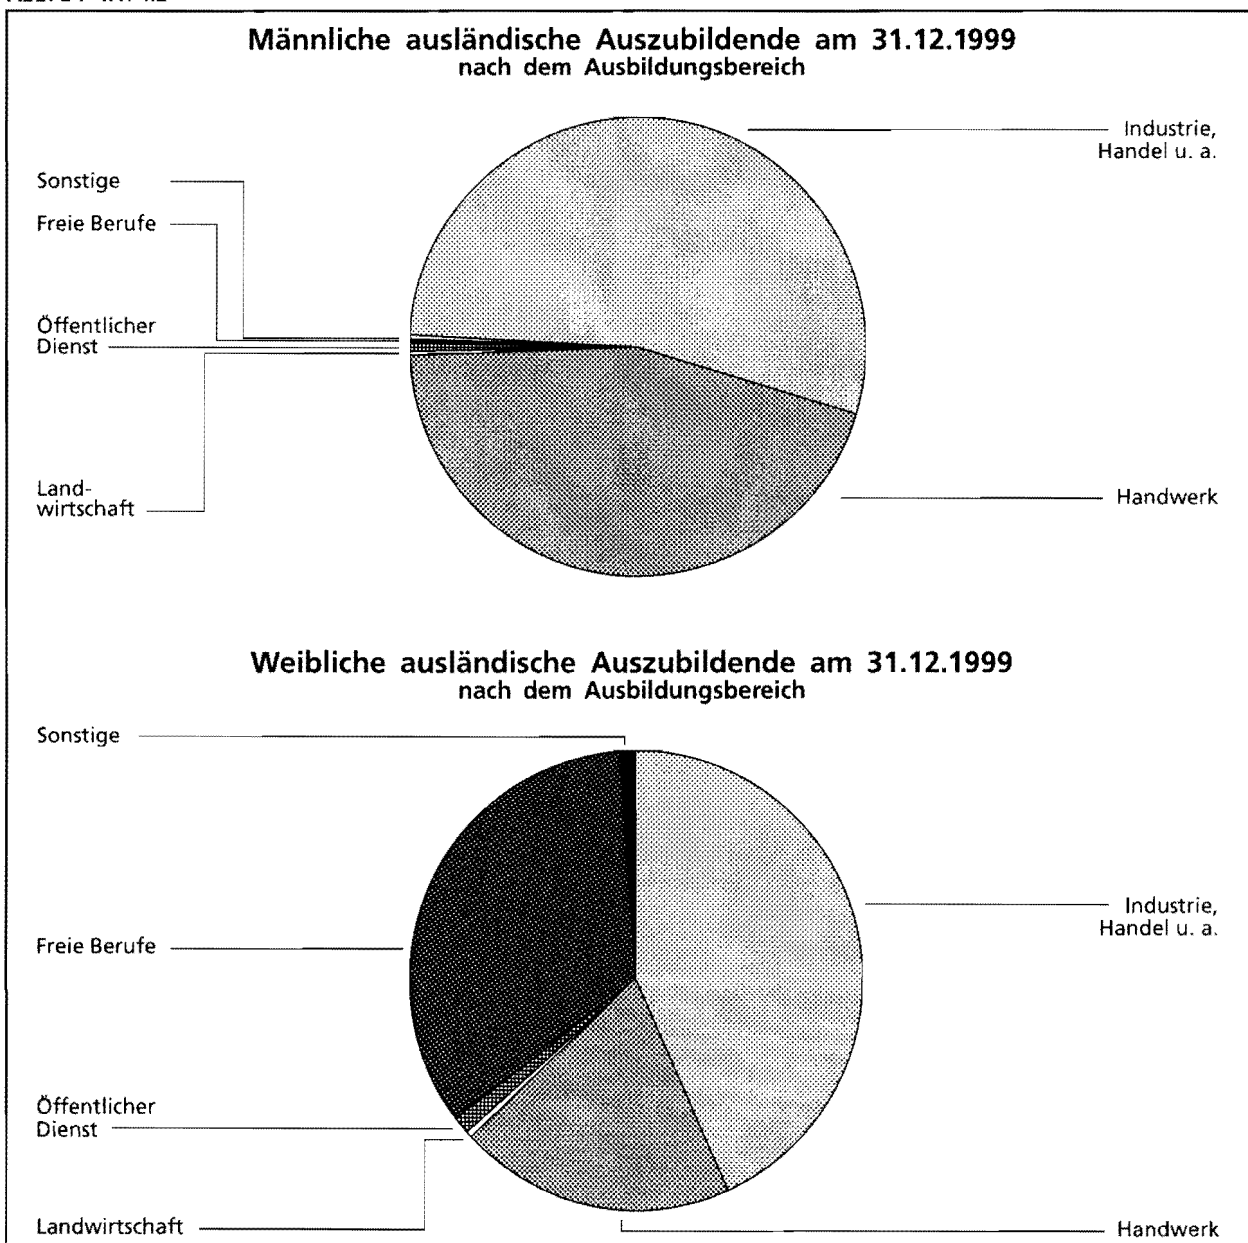 Männliche ausländische Auszubildende am 31.12.1999
nach dem Ausbildungsbereich
Industrie,
Handel u. a.
Sonstige
Freie Berufe
Öffentlicher
Dienst
Land-
wirtschaft
Handwerk
Weibliche ausländische Auszubildende am 31.12.1999
nach dem Ausbildungsbereich
Sonstige
Industrie,
Handel u. a.
Freie Berufe
Öffentlicher
Dienst
Landwirtschaft
Handwerk